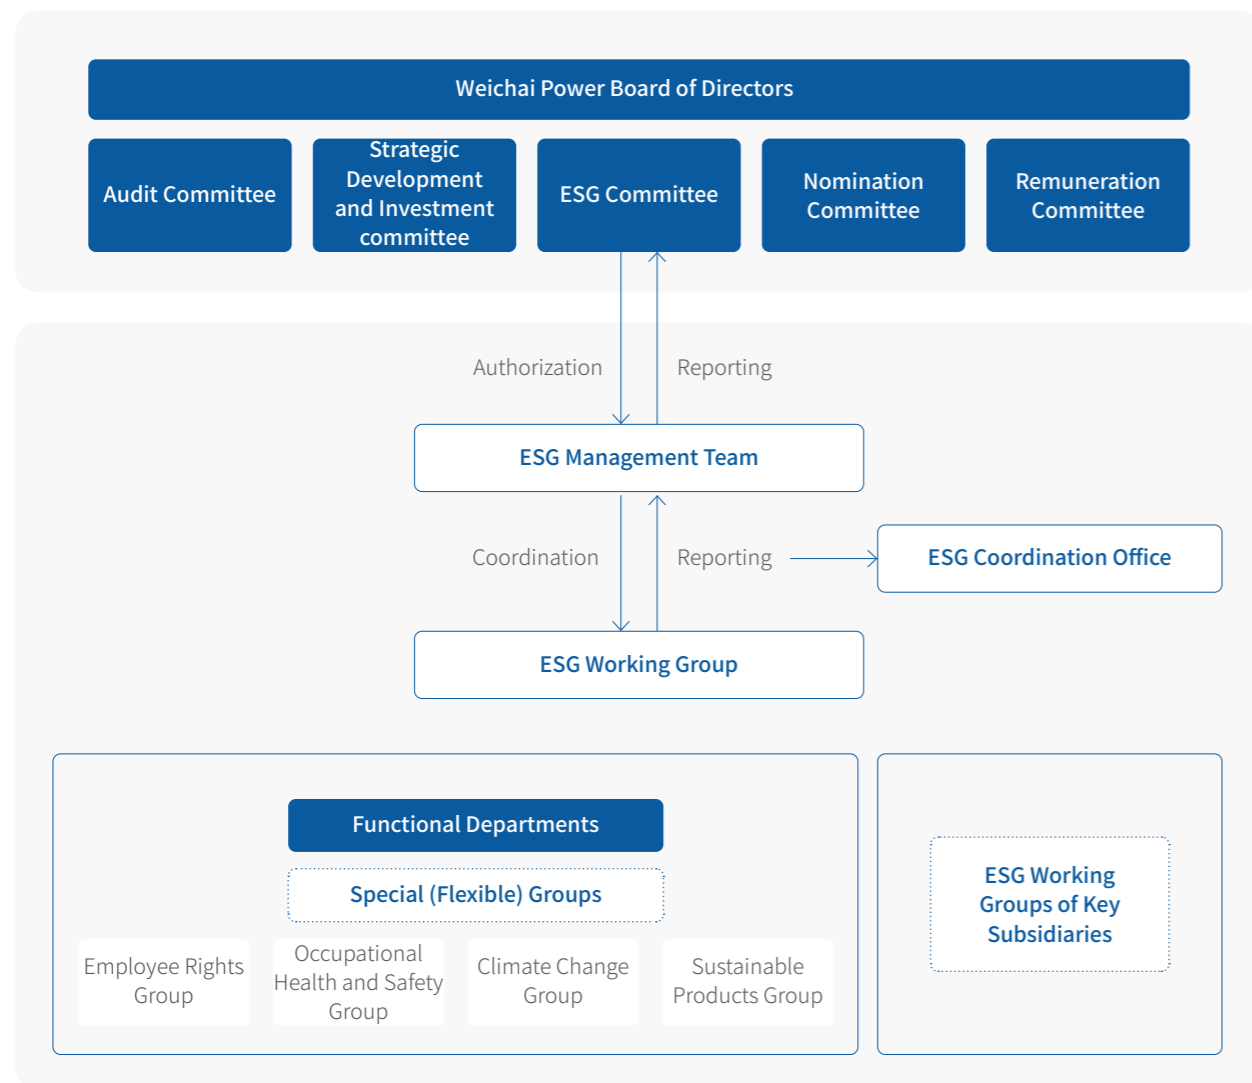 Weichai Power Board of Directors
Audit Committee
Strategic
Development
and Investment
committee
ESG Committee
Nomination
Committee
Remuneration
Committee
Authorization
Reporting
ESG Management Team
Coordination
Reporting
ESG Coordination Office
ESG Working Group
Functional Departments
Special (Flexible) Groups
Employee Rights
Group
Occupational
Health and Safety
Group
Climate Change
Group
Sustainable
Products Group
ESG Working
Groups of Key
Subsidiaries